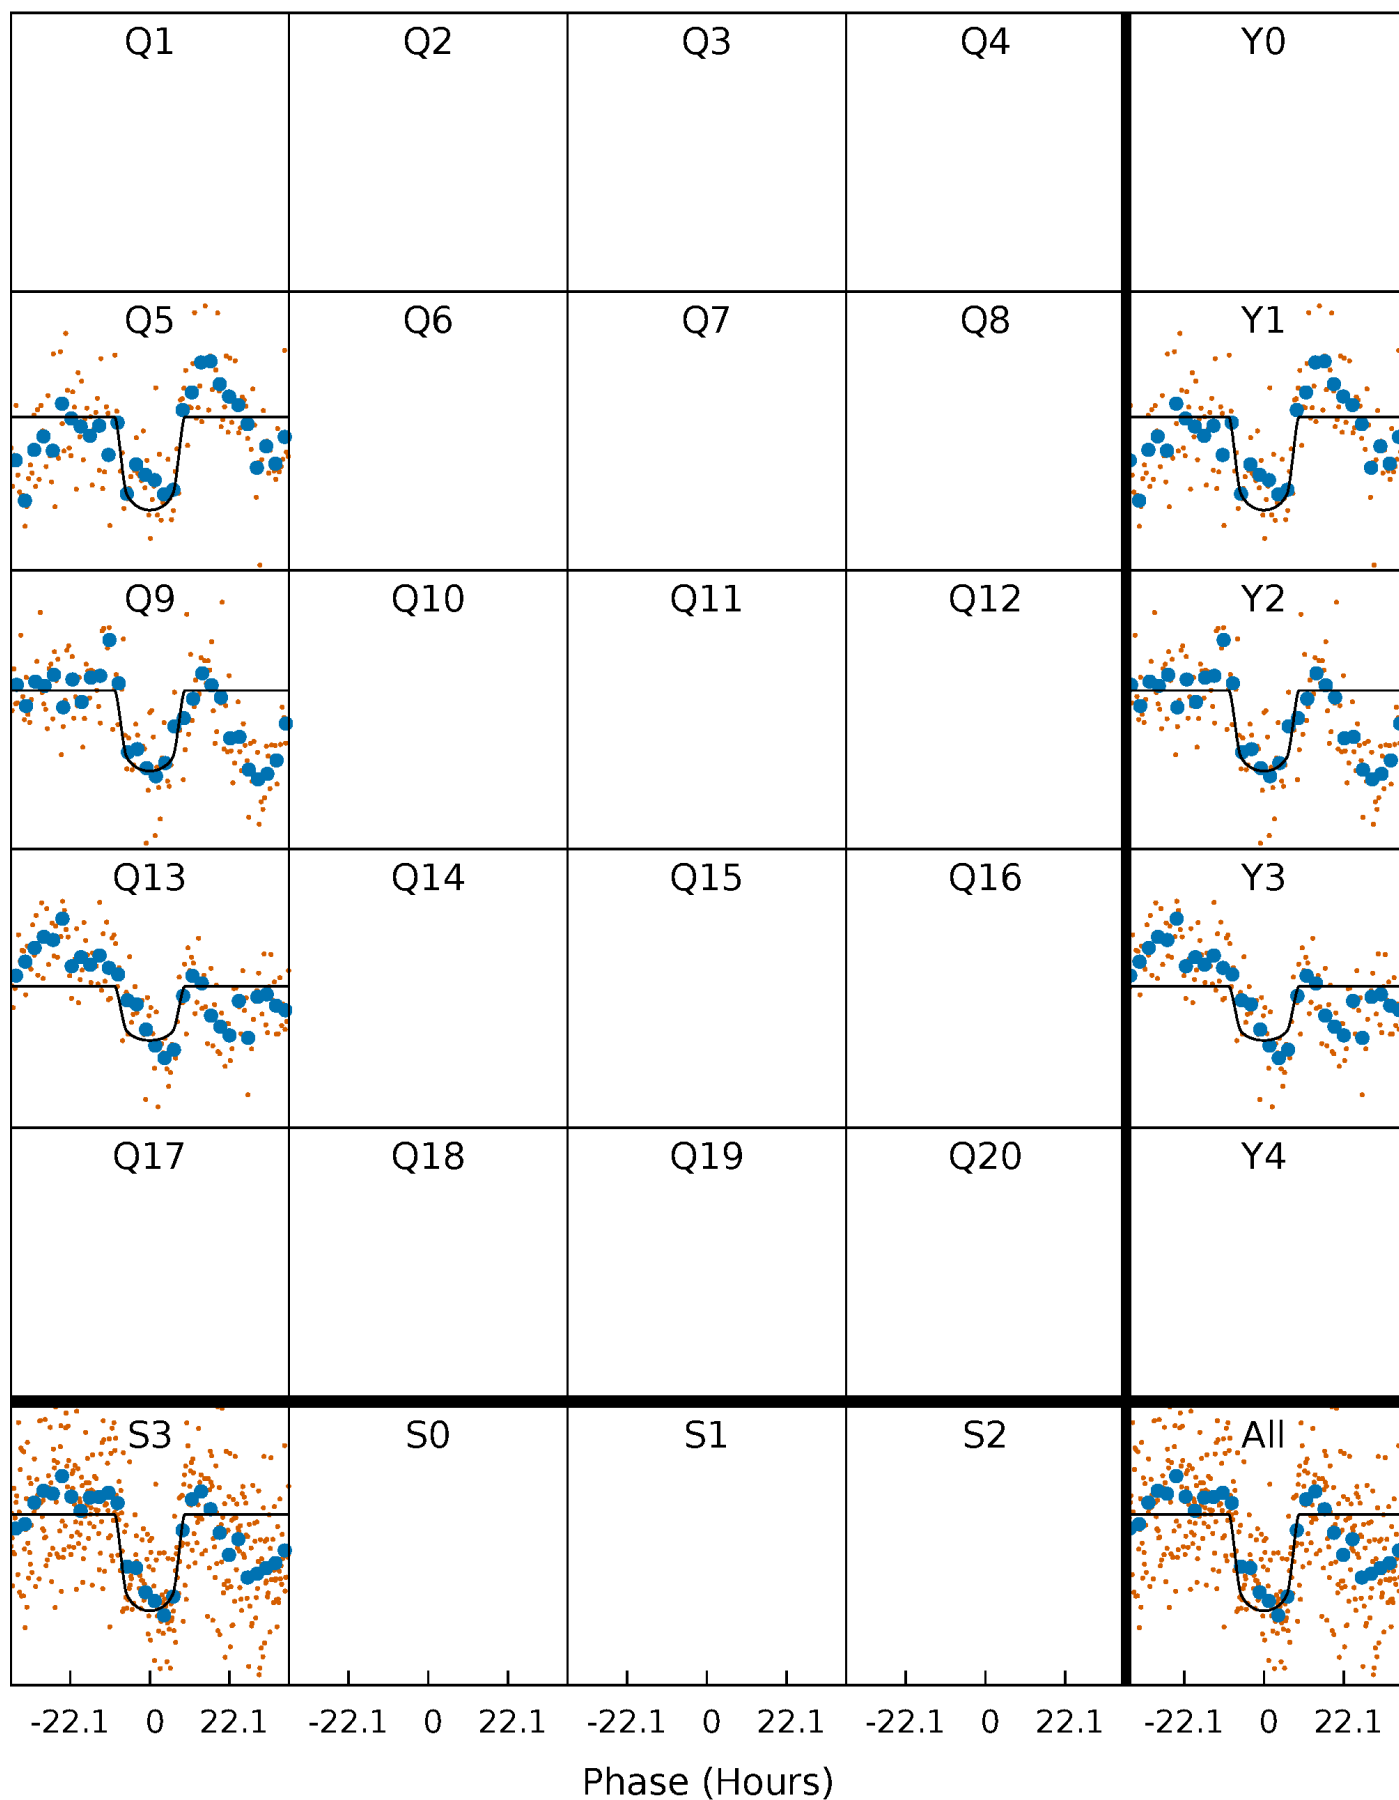 Q1 Q2 Q3 Q4 Y0
Q5 Q6 Q7 Q8 Y1
Q9 Q10 Q11 Q12 Y2
Q13 Q14 Q15 Q16 Y3
Q17 Q18 Q19 Q20 Y4
S3 S0 S1 S2 All
-22.1 0 22.1 -22.1 0 22.1 -22.1 0 22.1 -22.1 0 22.1 -22.1 0 22.1
Phase (Hours)